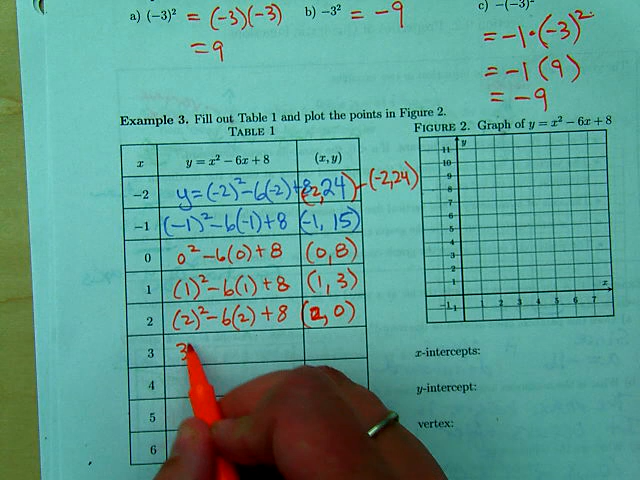 a) (−3)² = (-3)(-3) b) −3² = -9 c) −(−3)²
= 9
= -1·(-3)²
= -1(9)
= -9
Example 3. Fill out Table 1 and plot the points in Figure 2.
TABLE 1
x y = x² − 6x + 8 (x, y)
−2 y=(-2)²-6(-2)+8 (-2,24) (-2,24)
−1 (-1)²-6(-1)+8 (-1, 15)
0 0²-6(0)+8 (0,8)
1 (1)²-6(1)+8 (1, 3)
2 (2)²-6(2)+8 (2, 0)
3 3
4
5
6
FIGURE 2. Graph of y = x² − 6x + 8
y
11
10
9
8
7
6
5
4
3
2
1
x
−1 1 2 3 4 5 6 7
x-intercepts:
y-intercept:
vertex: